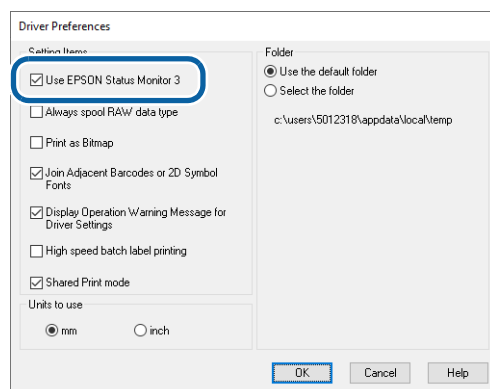 Driver Preferences
Setting Items
Use EPSON Status Monitor 3
Always spool RAW data type
Print as Bitmap
Join Adjacent Barcodes or 2D Symbol
Fonts
Display Operation Warning Message for
Driver Settings
High speed batch label printing
Shared Print mode
Units to use
mm inch
Folder
Use the default folder
Select the folder
c:\users\5012318\appdata\local\temp
OK Cancel Help